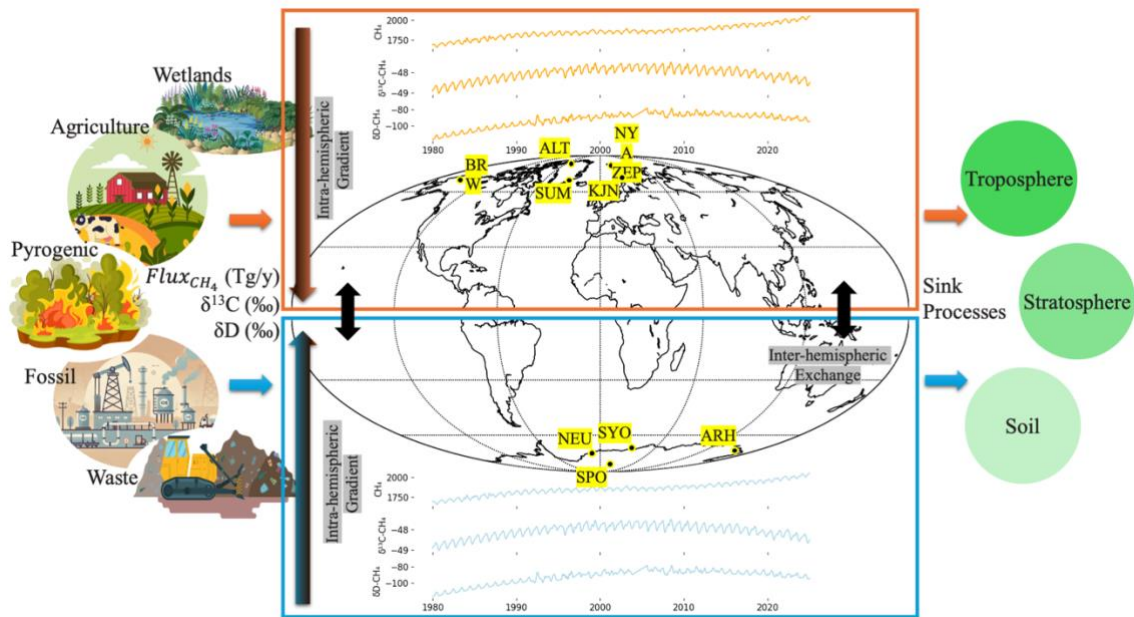 Wetlands
Agriculture
Pyrogenic
Flux_CH₄ (Tg/y)
δ¹³C (‰)
δD (‰)
Fossil
Waste
Intra-hemispheric
Gradient
CH₄
2000
1750
δ¹³C-CH₄
−48
−49
δD-CH₄
−80
−100
1980
1990
2000
2010
2020
BR
W
ALT
SUM
NY
A
ZEP
KJN
Inter-hemispheric
Exchange
NEU
SYO
ARH
SPO
Intra-hemispheric
Gradient
CH₄
2000
1750
δ¹³C-CH₄
−48
−49
δD-CH₄
−80
−100
1980
1990
2000
2010
2020
Sink
Processes
Troposphere
Stratosphere
Soil